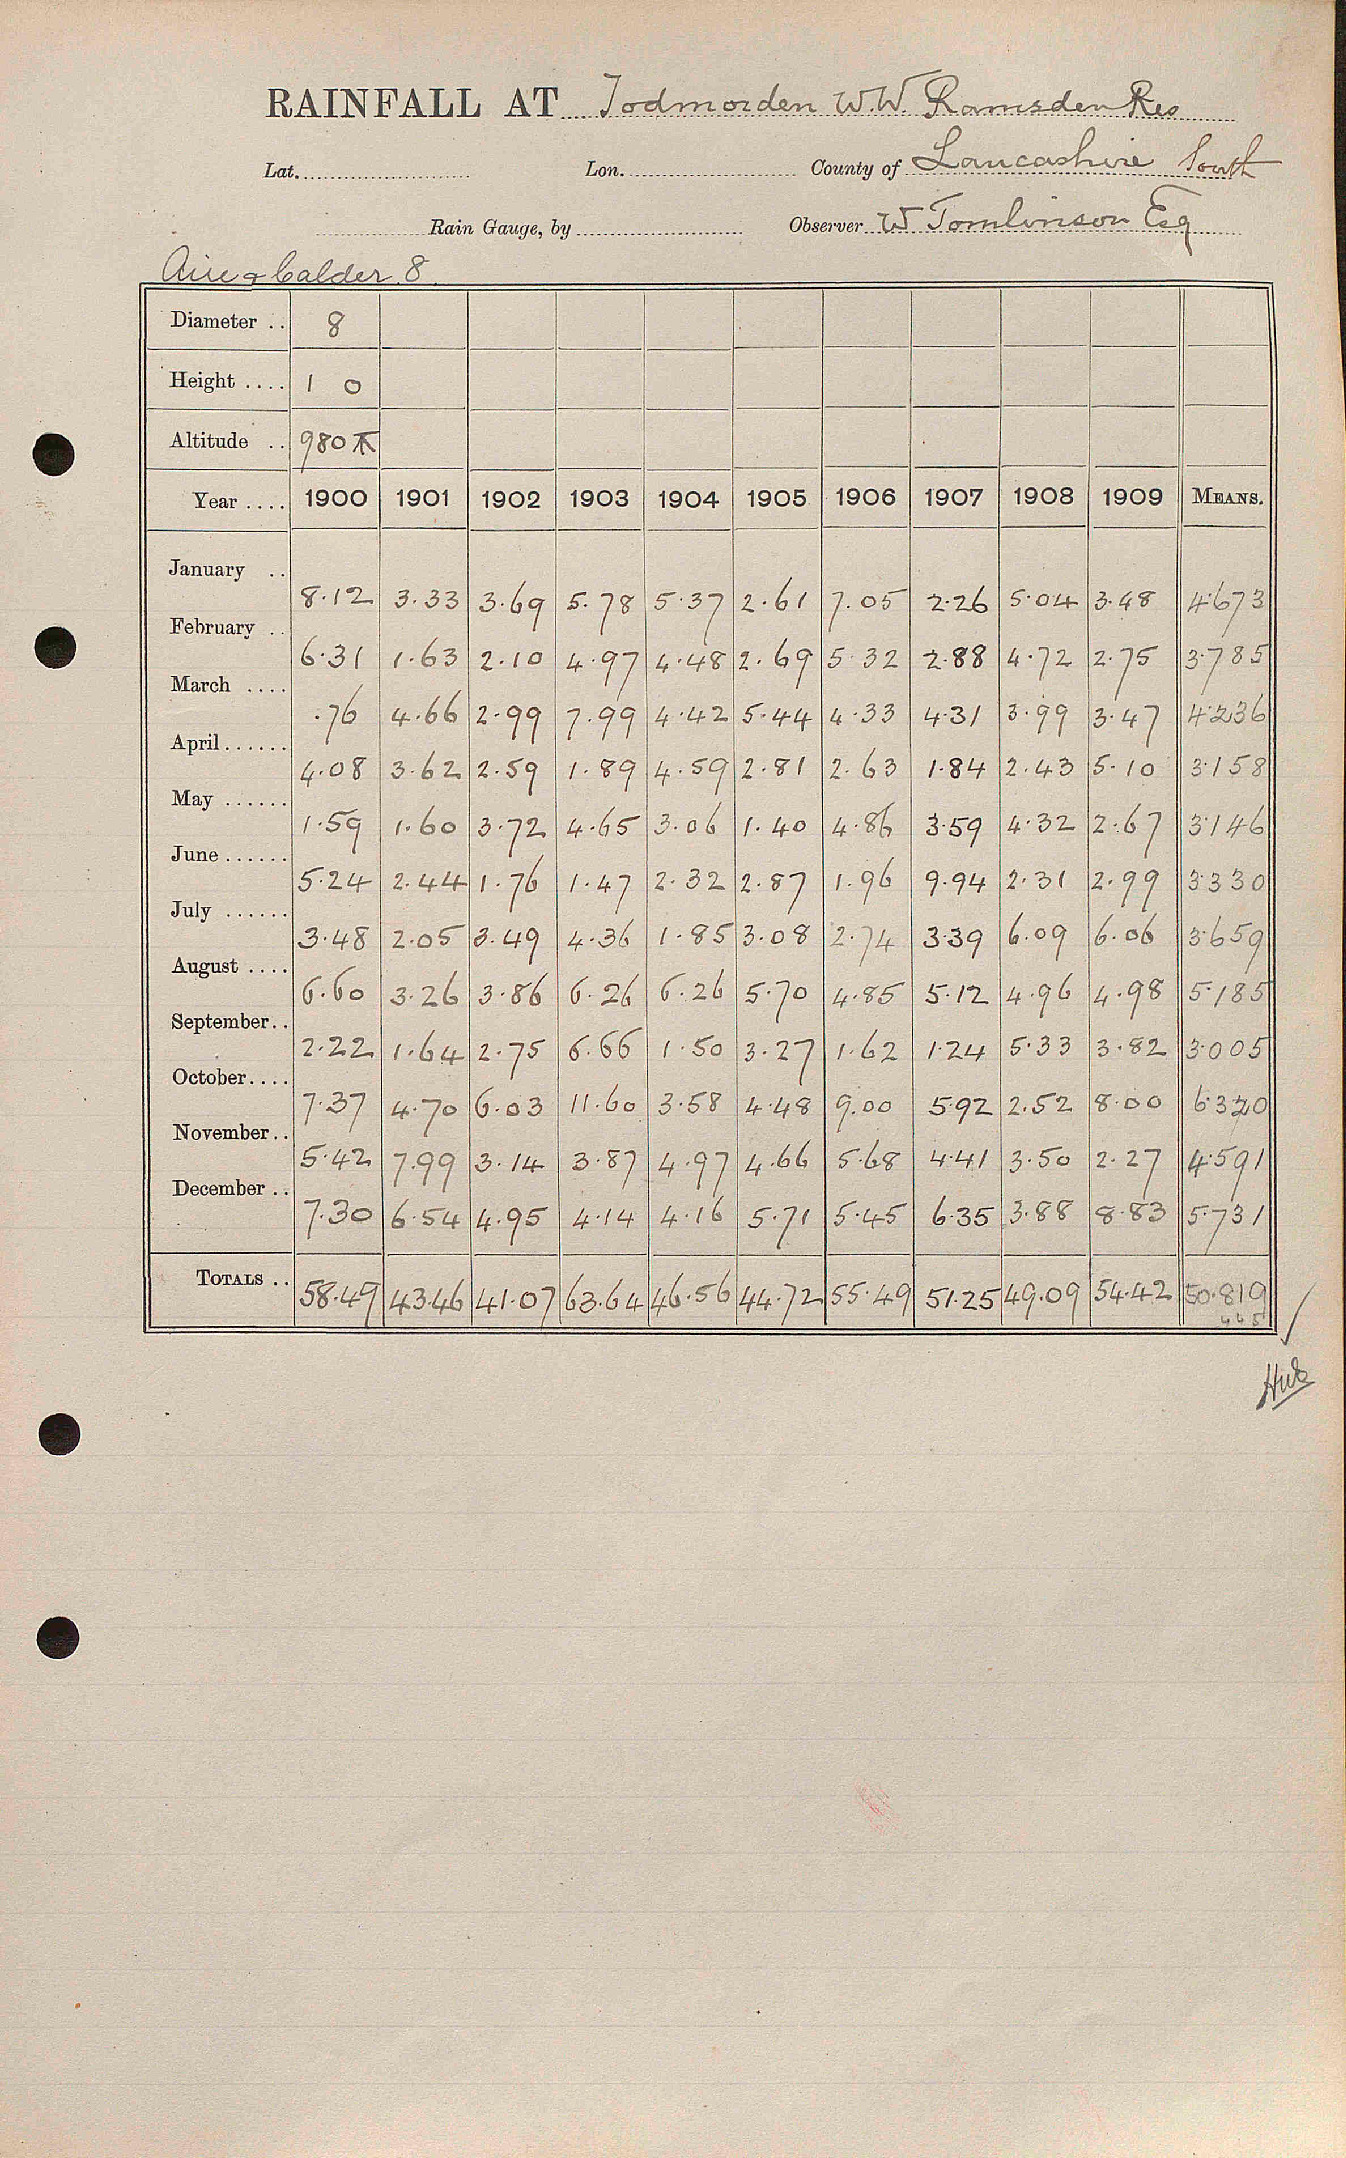 RAINFALL AT Todmorden W.W. Ramsden Res
Lat. Lon. County of Lancashire South
Rain Gauge, by Observer W Tomlinson Esq
Aire & Calder. 8.
Diameter .. 8
Height .... 1 0
Altitude .. 980
Year .... 1900 1901 1902 1903 1904 1905 1906 1907 1908 1909 MEANS.
January .. 8.12 3.33 3.69 5.78 5.37 2.61 7.05 2.26 5.04 3.48 4.673
February .. 6.31 1.63 2.10 4.97 4.48 2.69 5.32 2.88 4.72 2.75 3.785
March .... .76 4.66 2.99 7.99 4.42 5.44 4.33 4.31 3.99 3.47 4.236
April...... 4.08 3.62 2.59 1.89 4.59 2.81 2.63 1.84 2.43 5.10 3.158
May ...... 1.59 1.60 3.72 4.65 3.06 1.40 4.86 3.59 4.32 2.67 3.146
June...... 5.24 2.44 1.76 1.47 2.32 2.87 1.96 9.94 2.31 2.99 3.330
July ...... 3.48 2.05 3.49 4.36 1.85 3.08 2.74 3.39 6.09 6.06 3.659
August .... 6.60 3.26 3.86 6.26 6.26 5.70 4.85 5.12 4.96 4.98 5.185
September.. 2.22 1.64 2.75 6.66 1.50 3.27 1.62 1.24 5.33 3.82 3.005
October.... 7.37 4.70 6.03 11.60 3.58 4.48 9.00 5.92 2.52 8.00 6.320
November.. 5.42 7.99 3.14 3.87 4.97 4.66 5.68 4.41 3.50 2.27 4.591
December .. 7.30 6.54 4.95 4.14 4.16 5.71 5.45 6.35 3.88 8.83 5.731
TOTALS .. 58.49 43.46 41.07 63.64 46.56 44.72 55.49 51.25 49.09 54.42 50.819